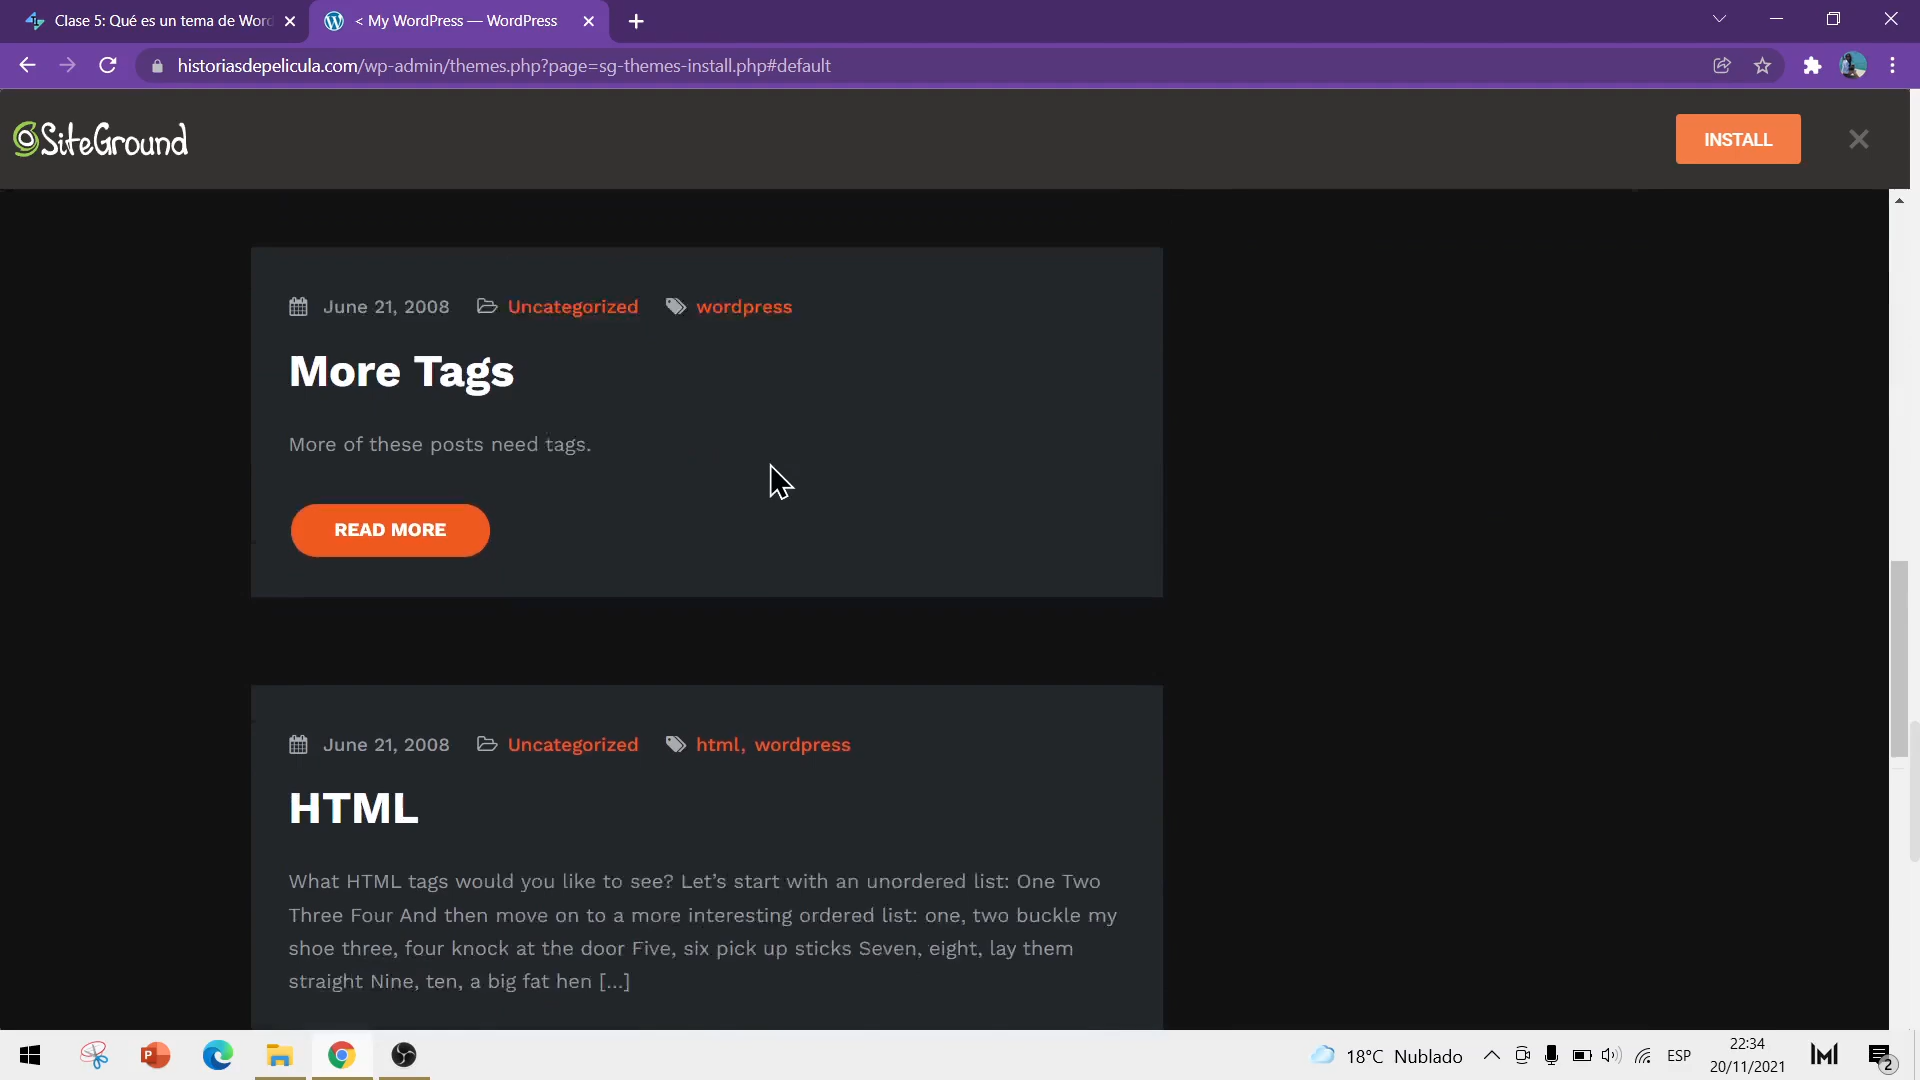 Clase 5: Qué es un tema de Word
< My WordPress — WordPress
historiasdepelicula.com/wp-admin/themes.php?page=sg-themes-install.php#default
SiteGround
INSTALL
June 21, 2008 Uncategorized wordpress
More Tags
More of these posts need tags.
READ MORE
June 21, 2008 Uncategorized html, wordpress
HTML
What HTML tags would you like to see? Let’s start with an unordered list: One Two
Three Four And then move on to a more interesting ordered list: one, two buckle my
shoe three, four knock at the door Five, six pick up sticks Seven, eight, lay them
straight Nine, ten, a big fat hen […]
18°C Nublado
ESP
22:34
20/11/2021
2